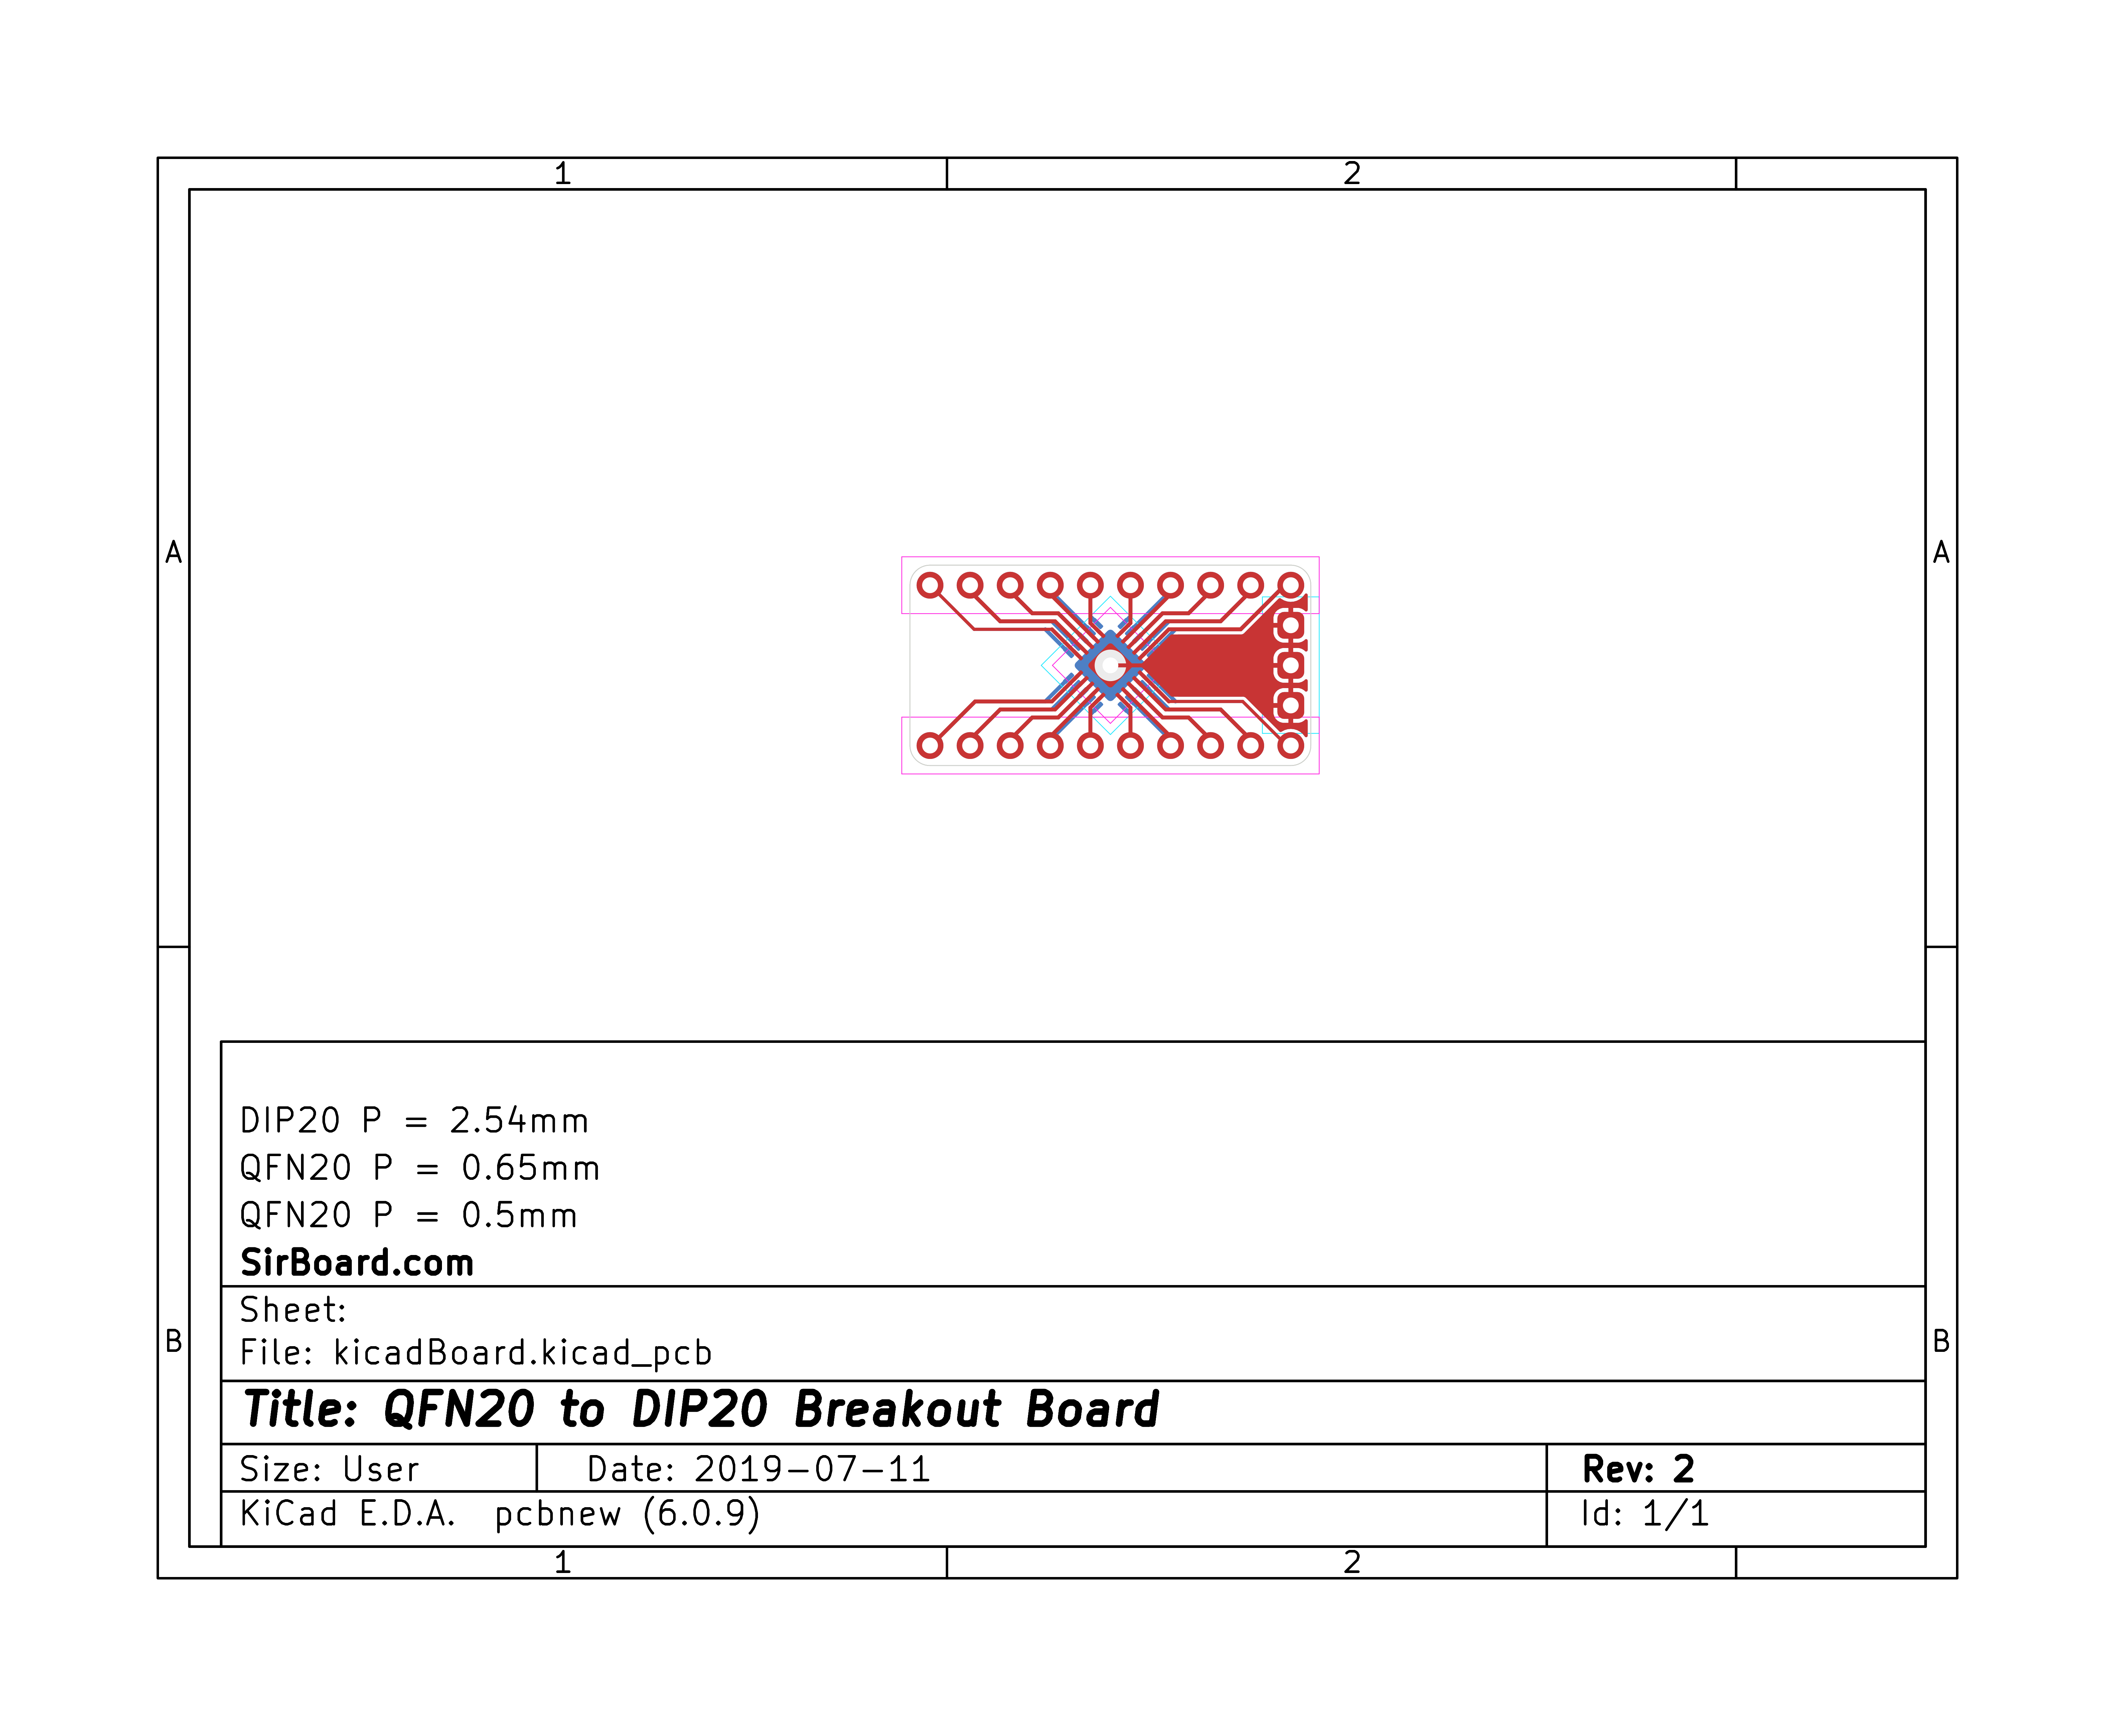 1 2
A A
DIP20 P = 2.54mm
QFN20 P = 0.65mm
QFN20 P = 0.5mm
SirBoard.com
Sheet:
File: kicadBoard.kicad_pcb
B B
Title: QFN20 to DIP20 Breakout Board
Size: User Date: 2019-07-11 Rev: 2
KiCad E.D.A. pcbnew (6.0.9) Id: 1/1
1 2